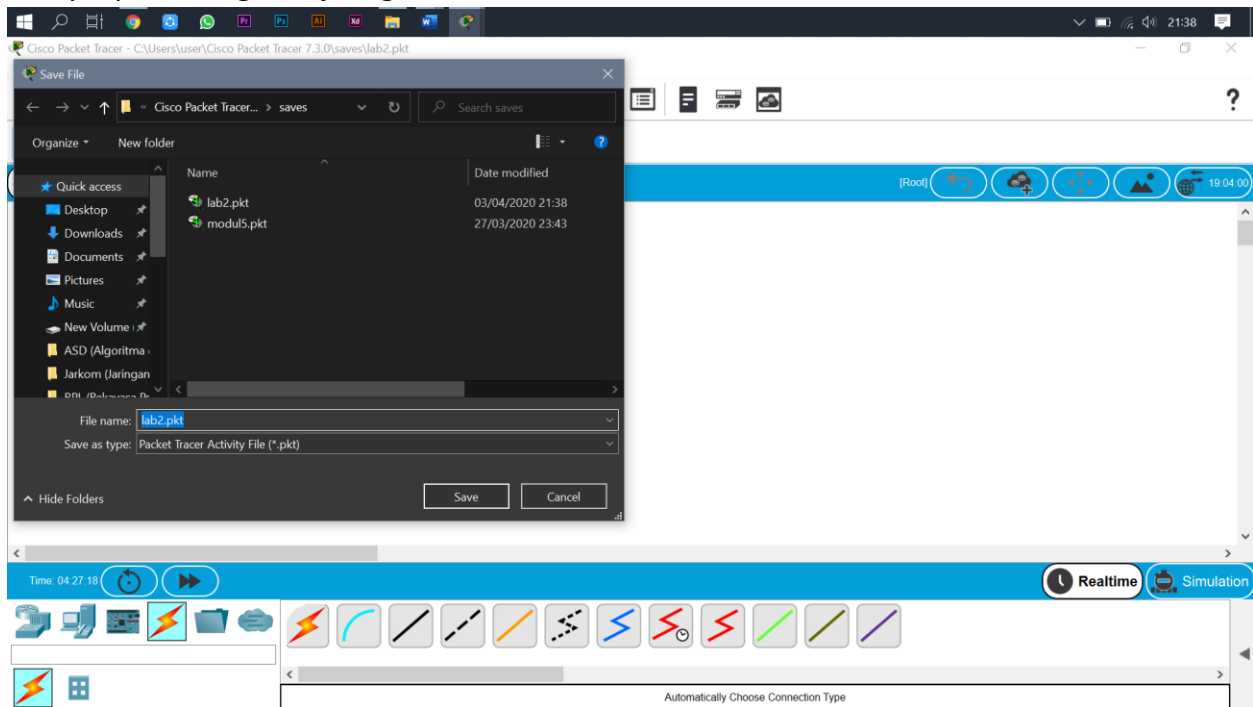 Pr Ps Ai Xd 21:38
Cisco Packet Tracer - C:\Users\user\Cisco Packet Tracer 7.3.0\saves\lab2.pkt
Save File
« Cisco Packet Tracer... > saves
Search saves
Organize New folder
Name Date modified
Quick access
Desktop
Downloads
Documents
Pictures
Music
New Volume
ASD (Algoritma
Jarkom (Jaringan
lab2.pkt 03/04/2020 21:38
modul5.pkt 27/03/2020 23:43
File name: lab2.pkt
Save as type: Packet Tracer Activity File (*.pkt)
Hide Folders Save Cancel
[Root] 19:04:00
Time: 04:27:18 Realtime Simulation
Automatically Choose Connection Type